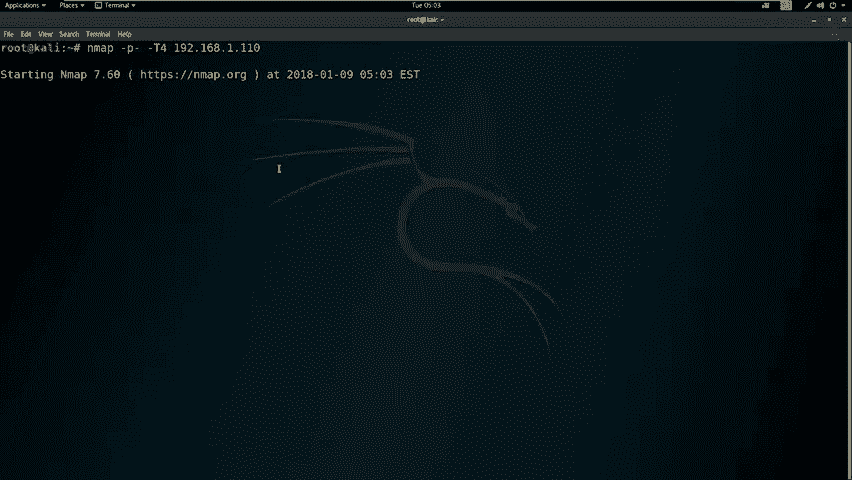 Applications Places Terminal Tue 05:03
root@kali: ~
File Edit View Search Terminal Help
root@kali:~# nmap -p- -T4 192.168.1.110
Starting Nmap 7.60 ( https://nmap.org ) at 2018-01-09 05:03 EST